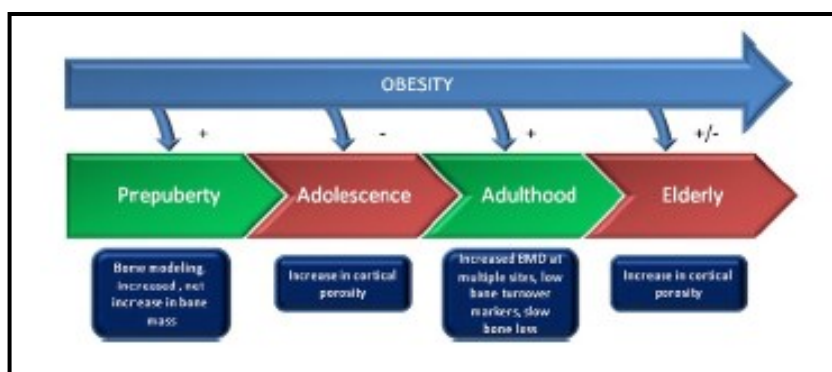 OBESITY
+
-
+
+/-
Prepuberty
Adolescence
Adulthood
Elderly
Bone modeling,
increased , net
increase in bone
mass
Increase in cortical
porosity
Increased BMD at
multiple sites, low
bone turnover
markers, slow
bone loss
Increase in cortical
porosity